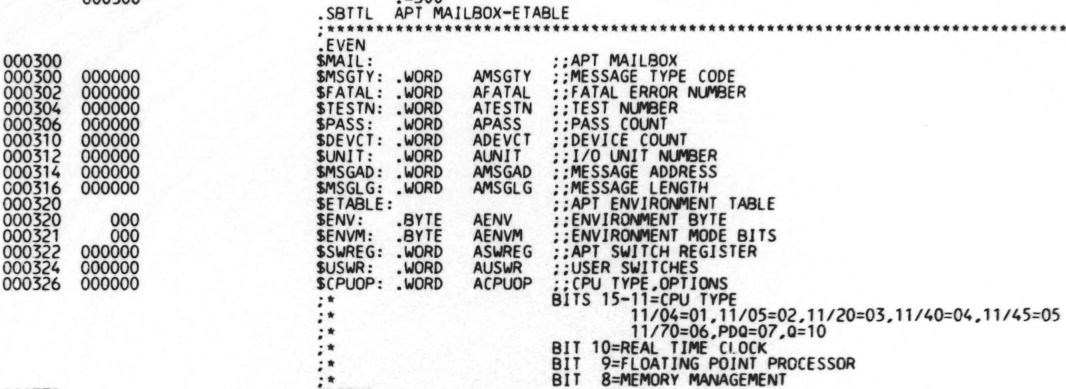 .SBTTL APT MAILBOX-ETABLE
;*******************************************************************************
.EVEN
000300 $MAIL: ;;APT MAILBOX
000300 000000 $MSGTY: .WORD AMSGTY ;;MESSAGE TYPE CODE
000302 000000 $FATAL: .WORD AFATAL ;;FATAL ERROR NUMBER
000304 000000 $TESTN: .WORD ATESTN ;;TEST NUMBER
000306 000000 $PASS: .WORD APASS ;;PASS COUNT
000310 000000 $DEVCT: .WORD ADEVCT ;;DEVICE COUNT
000312 000000 $UNIT: .WORD AUNIT ;;I/O UNIT NUMBER
000314 000000 $MSGAD: .WORD AMSGAD ;;MESSAGE ADDRESS
000316 000000 $MSGLG: .WORD AMSGLG ;;MESSAGE LENGTH
000320 $ETABLE: ;;APT ENVIRONMENT TABLE
000320 000 $ENV: .BYTE AENV ;;ENVIRONMENT BYTE
000321 000 $ENVM: .BYTE AENVM ;;ENVIRONMENT MODE BITS
000322 000000 $SWREG: .WORD ASWREG ;;APT SWITCH REGISTER
000324 000000 $USWR: .WORD AUSWR ;;USER SWITCHES
000326 000000 $CPUOP: .WORD ACPUOP ;;CPU TYPE,OPTIONS
;* BITS 15-11=CPU TYPE
;* 11/04=01,11/05=02,11/20=03,11/40=04,11/45=05
;* 11/70=06,PDQ=07,Q=10
;* BIT 10=REAL TIME CLOCK
;* BIT 9=FLOATING POINT PROCESSOR
;* BIT 8=MEMORY MANAGEMENT